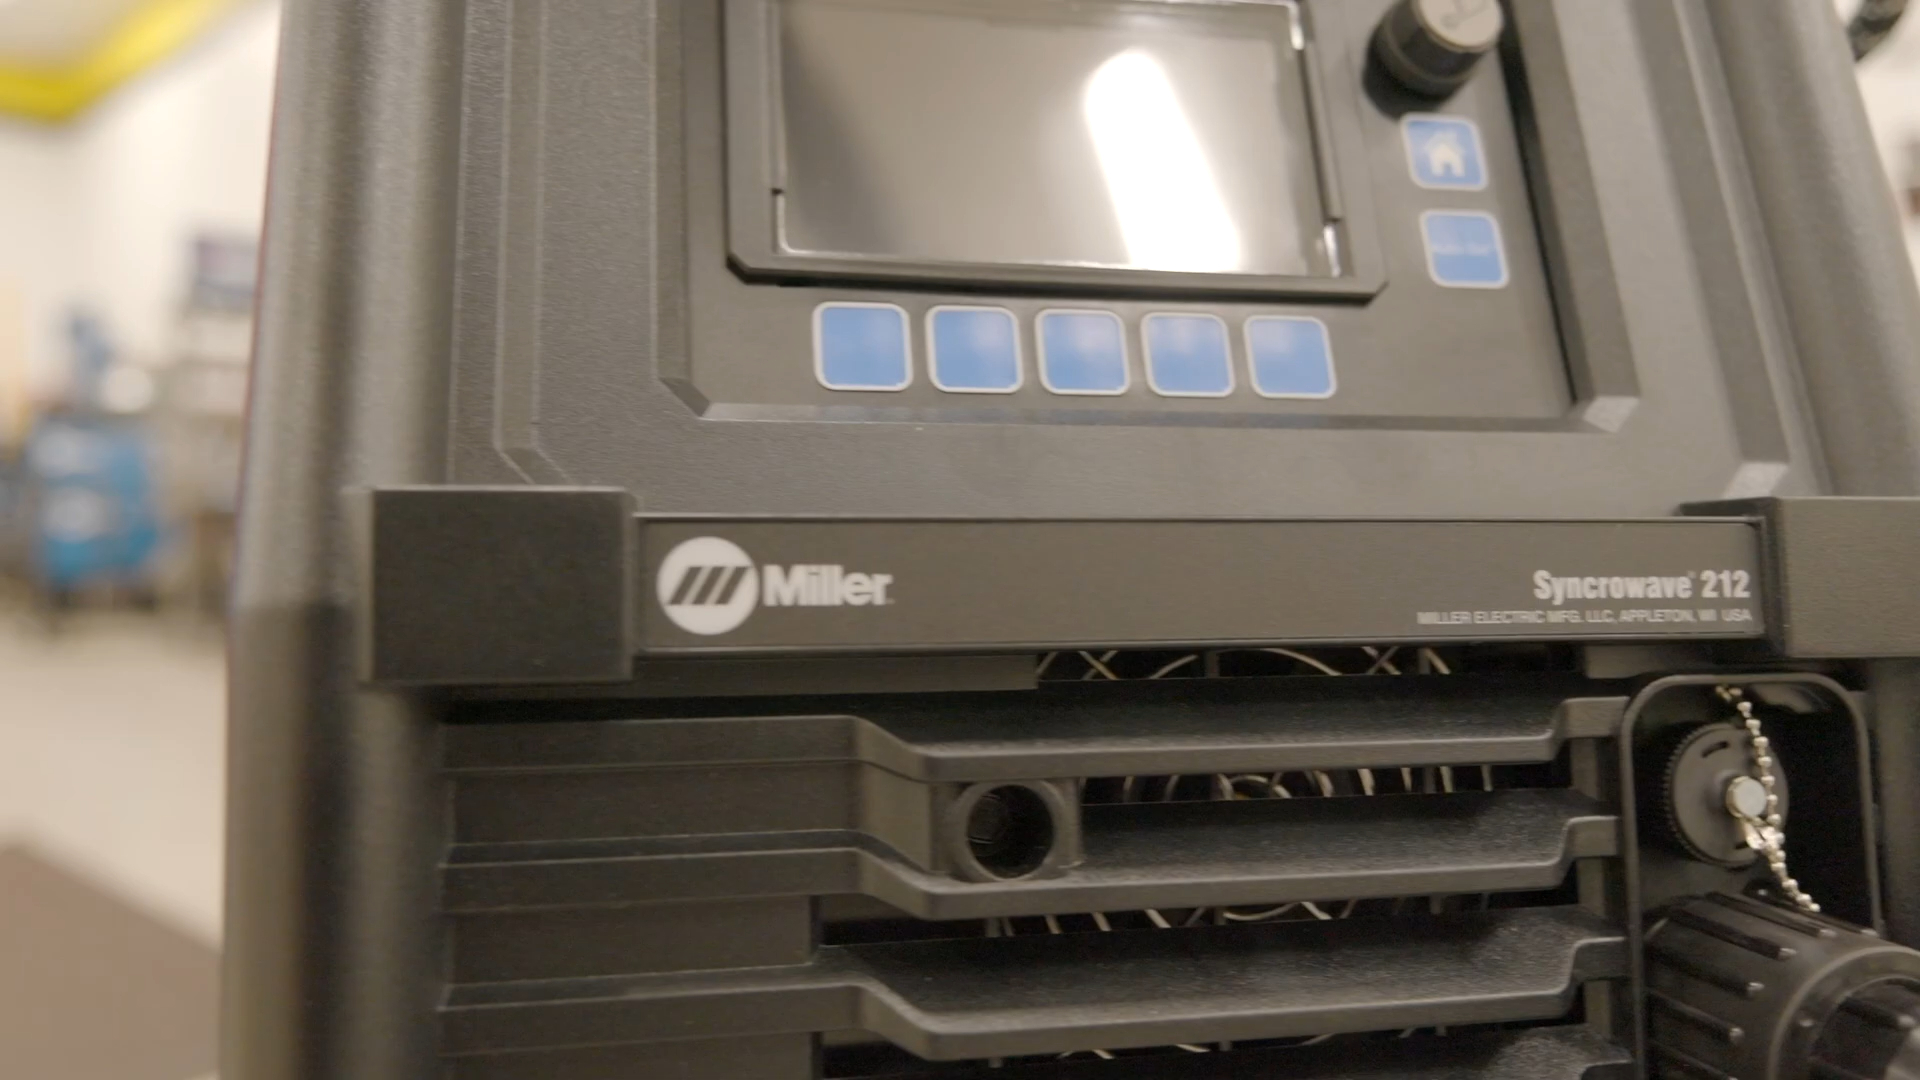 Miller
Syncrowave 212
MILLER ELECTRIC MFG. LLC, APPLETON, WI USA